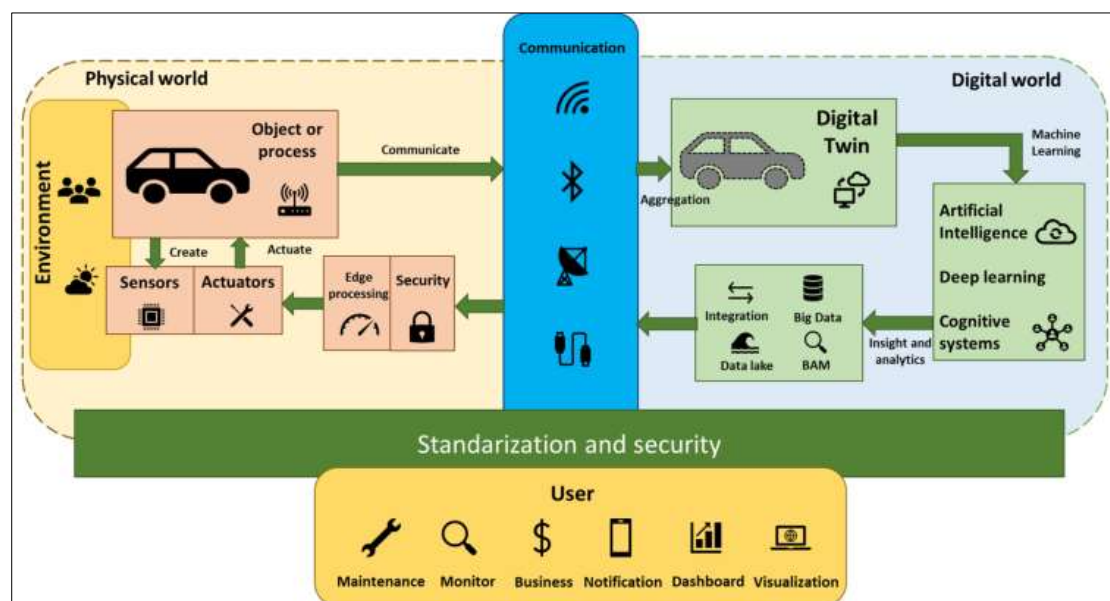 Communication
Physical world
Digital world
Environment
Object or
process
Communicate
Create
Actuate
Sensors
Actuators
Edge
processing
Security
Aggregation
Digital
Twin
Machine
Learning
Artificial
Intelligence
Deep learning
Cognitive
systems
Insight and
analytics
Integration
Big Data
Data lake
BAM
Standarization and security
User
Maintenance
Monitor
Business
Notification
Dashboard
Visualization